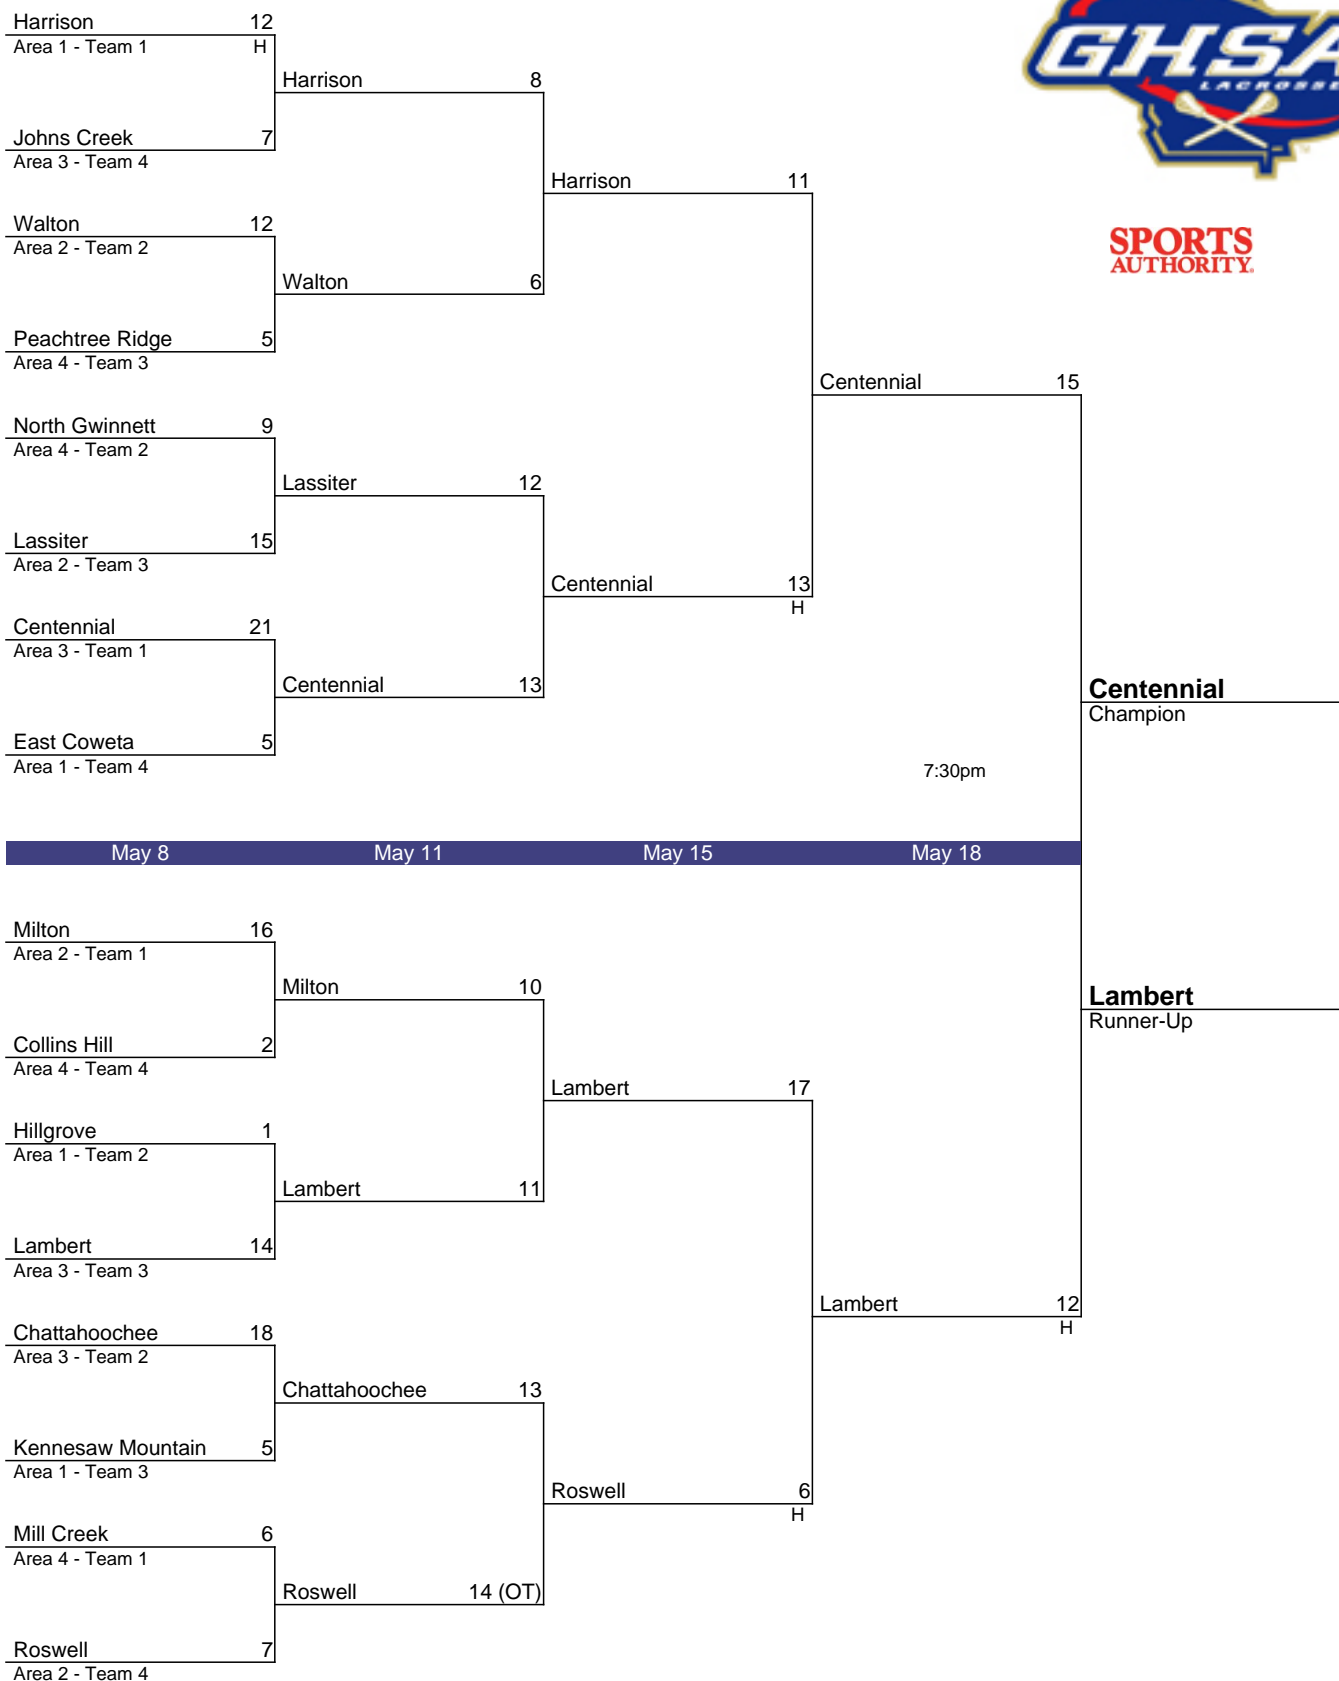 Harrison 12
Area 1 - Team 1 H
Harrison 8
Johns Creek 7
Area 3 - Team 4
Harrison 11
Walton 12
Area 2 - Team 2
Walton 6
Peachtree Ridge 5
Area 4 - Team 3
Centennial 15
North Gwinnett 9
Area 4 - Team 2
Lassiter 12
Lassiter 15
Area 2 - Team 3
Centennial 13
H
Centennial 21
Area 3 - Team 1
Centennial 13
Centennial
Champion
East Coweta 5
Area 1 - Team 4
7:30pm
May 8 May 11 May 15 May 18
Milton 16
Area 2 - Team 1
Milton 10
Lambert
Runner-Up
Collins Hill 2
Area 4 - Team 4
Lambert 17
Hillgrove 1
Area 1 - Team 2
Lambert 11
Lambert 14
Area 3 - Team 3
Lambert 12
H
Chattahoochee 18
Area 3 - Team 2
Chattahoochee 13
Kennesaw Mountain 5
Area 1 - Team 3
Roswell 6
H
Mill Creek 6
Area 4 - Team 1
Roswell 14 (OT)
Roswell 7
Area 2 - Team 4
GHSA
LACROSSE
SPORTS
AUTHORITY.